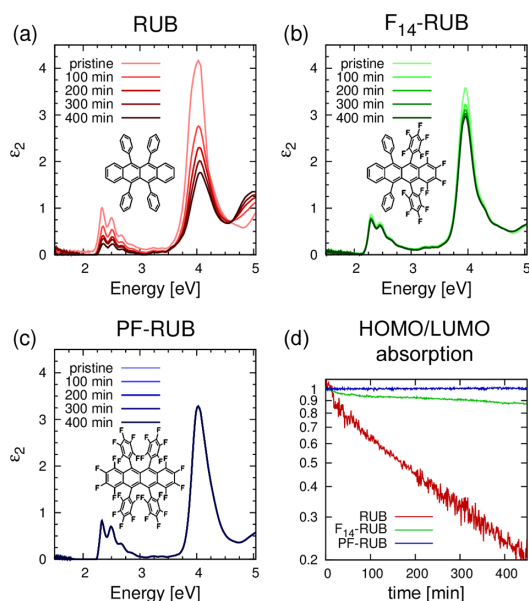 (a) RUB
pristine
100 min
200 min
300 min
400 min
ε₂
4
3
2
1
0
2 3 4 5
Energy [eV]
(b) F₁₄-RUB
pristine
100 min
200 min
300 min
400 min
F F F F F F F F F F F F F F
ε₂
4
3
2
1
0
2 3 4 5
Energy [eV]
(c) PF-RUB
pristine
100 min
200 min
300 min
400 min
ε₂
4
3
2
1
0
2 3 4 5
Energy [eV]
(d) HOMO/LUMO
absorption
1
0.9
0.8
0.7
0.6
0.5
0.4
0.3
0.2
RUB
F₁₄-RUB
PF-RUB
0 100 200 300 400
time [min]